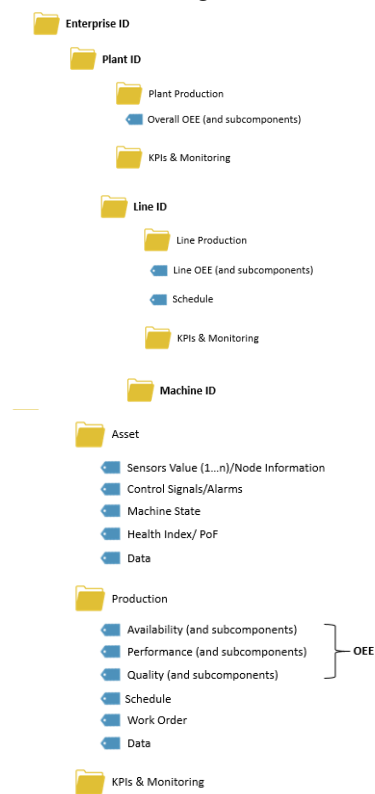 Enterprise ID
Plant ID
Plant Production
Overall OEE (and subcomponents)
KPIs & Monitoring
Line ID
Line Production
Line OEE (and subcomponents)
Schedule
KPIs & Monitoring
Machine ID
Asset
Sensors Value (1...n)/Node Information
Control Signals/Alarms
Machine State
Health Index/ PoF
Data
Production
Availability (and subcomponents)
Performance (and subcomponents)
OEE
Quality (and subcomponents)
Schedule
Work Order
Data
KPIs & Monitoring